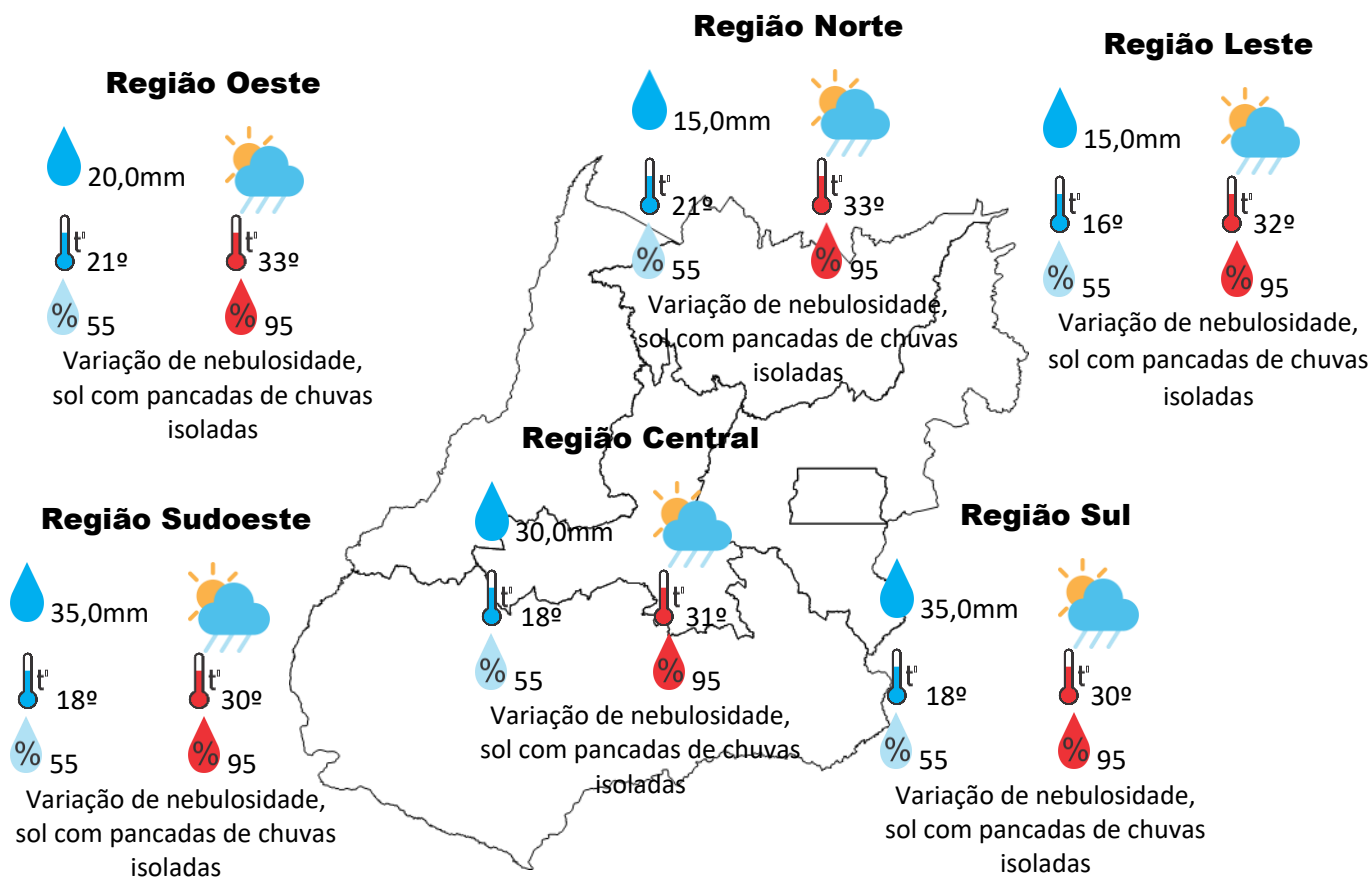 Região Oeste
20,0mm
t°
21º
t°
33º
%
55
%
95
Variação de nebulosidade,
sol com pancadas de chuvas
isoladas
Região Norte
15,0mm
t°
21º
t°
33º
%
55
%
95
Variação de nebulosidade,
sol com pancadas de chuvas
isoladas
Região Leste
15,0mm
t°
16º
t°
32º
%
55
%
95
Variação de nebulosidade,
sol com pancadas de chuvas
isoladas
Região Sudoeste
35,0mm
t°
18º
t°
30º
%
55
%
95
Variação de nebulosidade,
sol com pancadas de chuvas
isoladas
Região Central
30,0mm
t°
18º
t°
31º
%
55
%
95
Variação de nebulosidade,
sol com pancadas de chuvas
isoladas
Região Sul
35,0mm
t°
18º
t°
30º
%
55
%
95
Variação de nebulosidade,
sol com pancadas de chuvas
isoladas